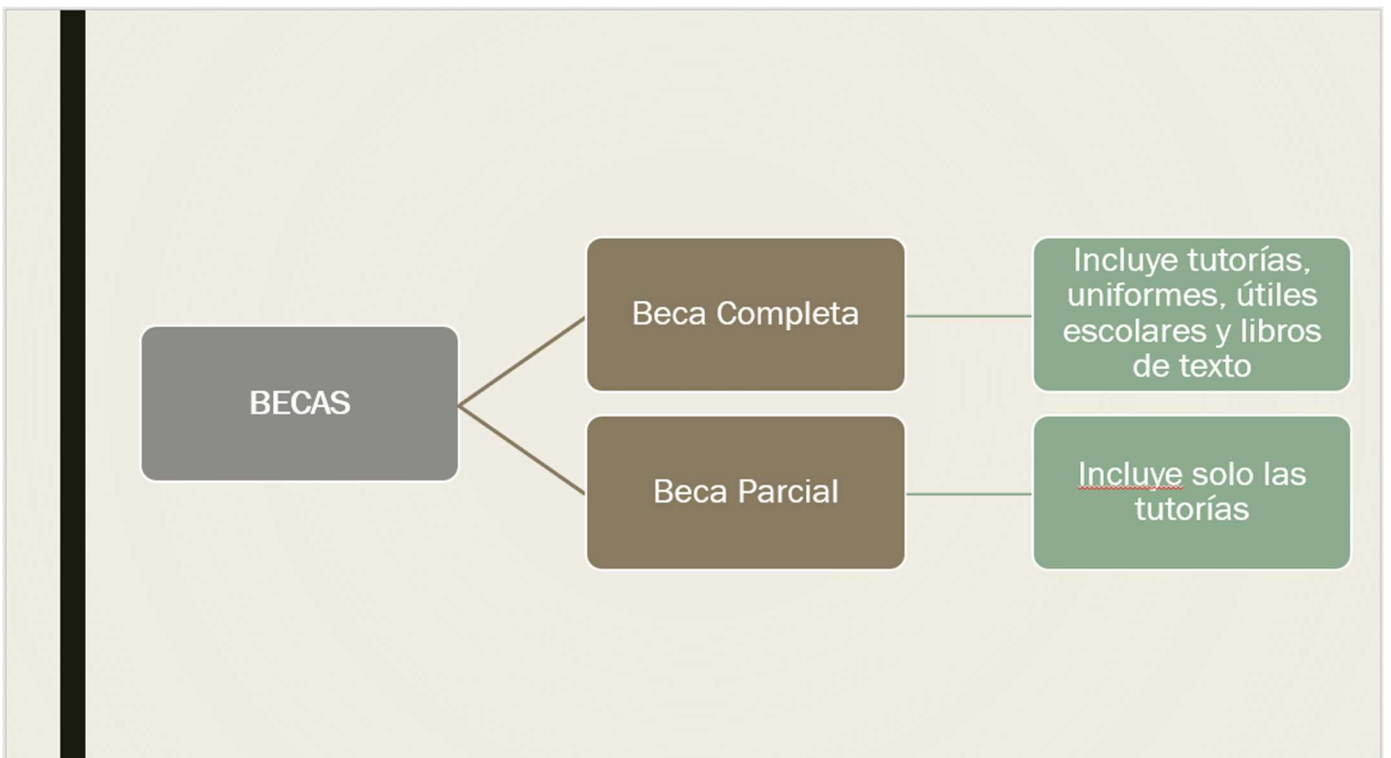 BECAS
Beca Completa
Incluye tutorías,
uniformes, útiles
escolares y libros
de texto
Beca Parcial
Incluye solo las
tutorías